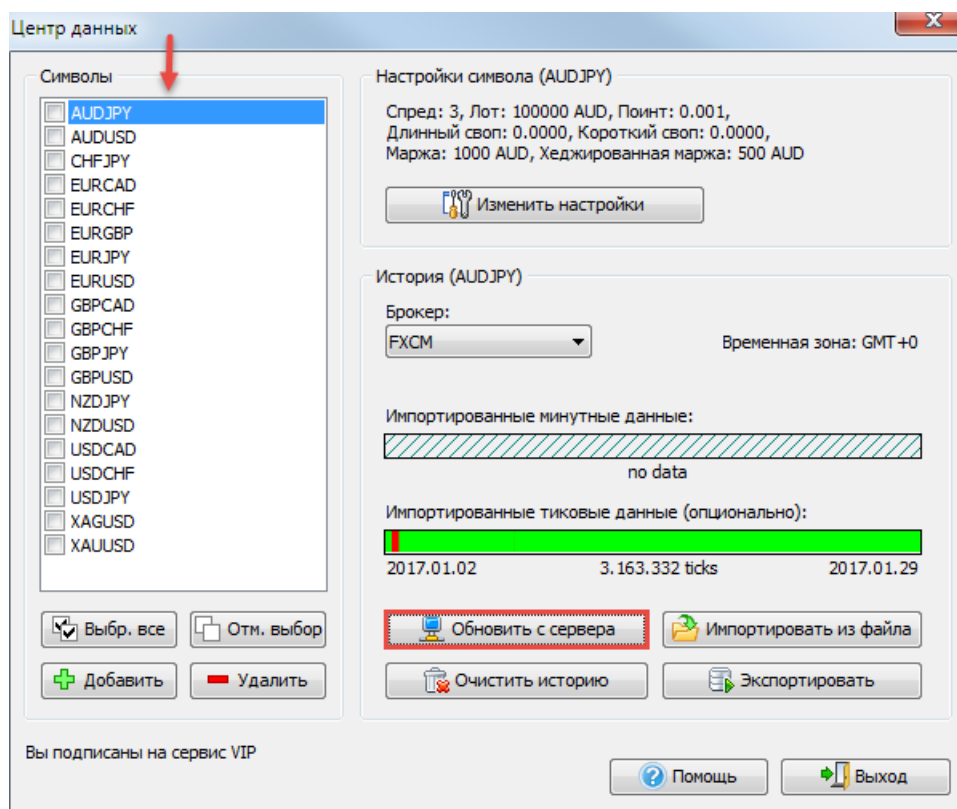 Центр данных
Символы
AUDJPY
AUDUSD
CHFJPY
EURCAD
EURCHF
EURGBP
EURJPY
EURUSD
GBPCAD
GBPCHF
GBPJPY
GBPUSD
NZDJPY
NZDUSD
USDCAD
USDCHF
USDJPY
XAGUSD
XAUUSD
Выбр. все
Отм. выбор
Добавить
Удалить
Настройки символа (AUDJPY)
Спред: 3, Лот: 100000 AUD, Поинт: 0.001,
Длинный своп: 0.0000, Короткий своп: 0.0000,
Маржа: 1000 AUD, Хеджированная маржа: 500 AUD
Изменить настройки
История (AUDJPY)
Брокер:
FXCM
Временная зона: GMT+0
Импортированные минутные данные:
no data
Импортированные тиковые данные (опционально):
2017.01.02 3.163.332 ticks 2017.01.29
Обновить с сервера
Импортировать из файла
Очистить историю
Экспортировать
Вы подписаны на сервис VIP
Помощь
Выход